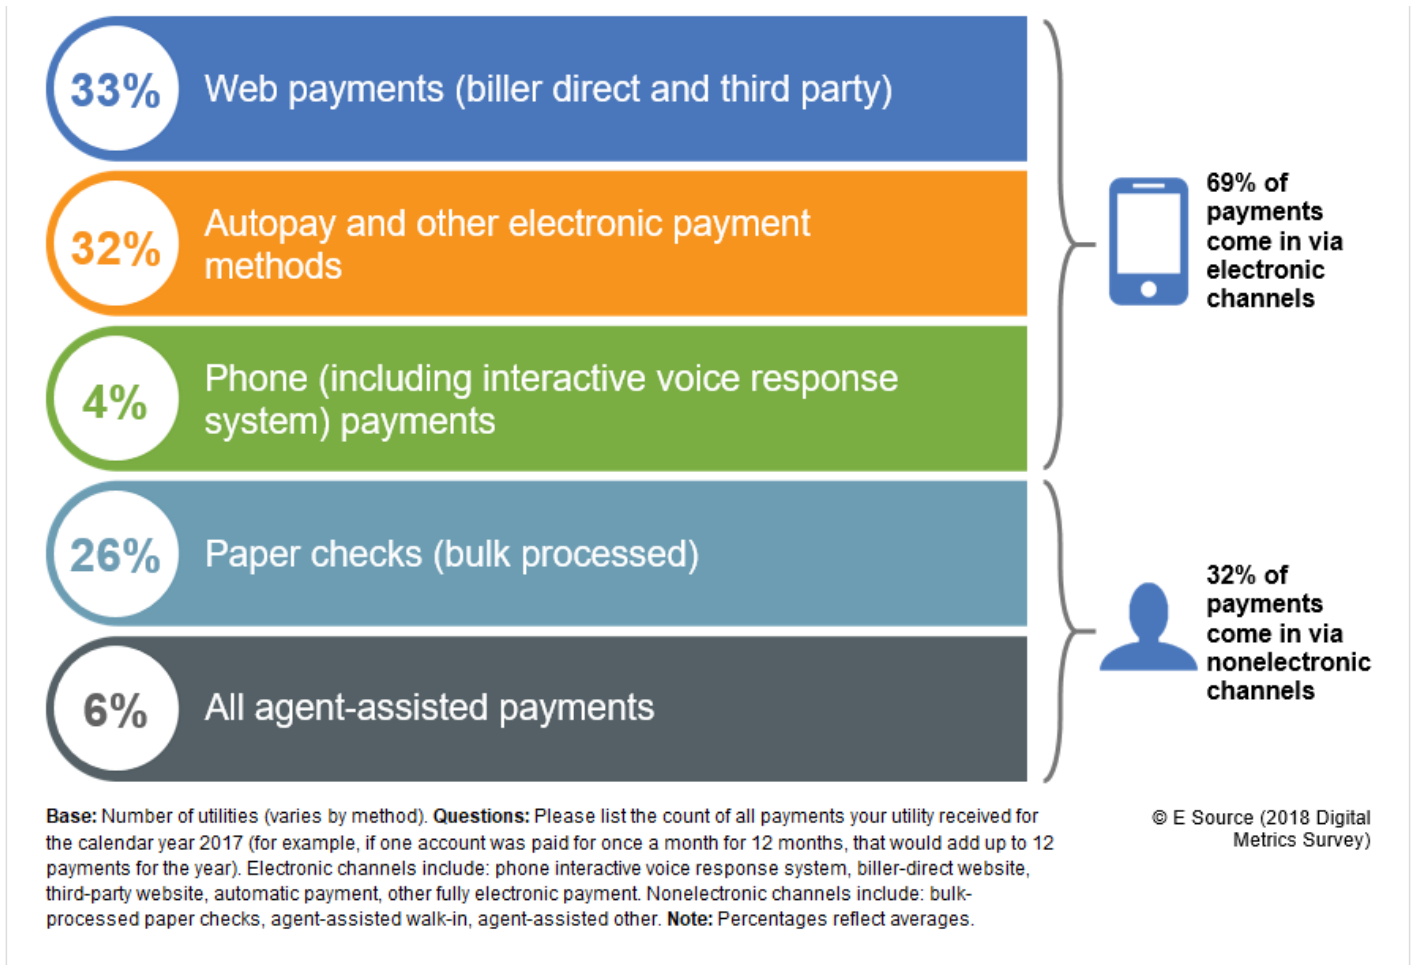 33%
Web payments (biller direct and third party)
32%
Autopay and other electronic payment
methods
4%
Phone (including interactive voice response
system) payments
69% of
payments
come in via
electronic
channels
26%
Paper checks (bulk processed)
6%
All agent-assisted payments
32% of
payments
come in via
nonelectronic
channels
Base: Number of utilities (varies by method). Questions: Please list the count of all payments your utility received for
the calendar year 2017 (for example, if one account was paid for once a month for 12 months, that would add up to 12
payments for the year). Electronic channels include: phone interactive voice response system, biller-direct website,
third-party website, automatic payment, other fully electronic payment. Nonelectronic channels include: bulk-
processed paper checks, agent-assisted walk-in, agent-assisted other. Note: Percentages reflect averages.
© E Source (2018 Digital
Metrics Survey)